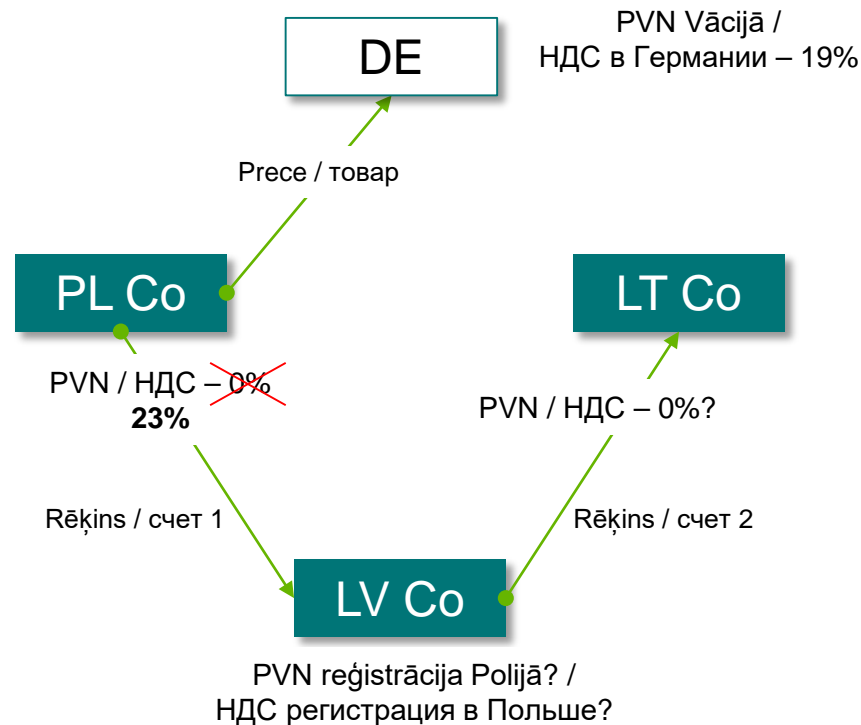 PVN Vācijā /
НДС в Германии – 19%
DE
Prece / товар
PL Co
LT Co
PVN / НДС – 0%
23%
PVN / НДС – 0%?
Rēķins / счет 1
Rēķins / счет 2
LV Co
PVN reģistrācija Polijā? /
НДС регистрация в Польше?